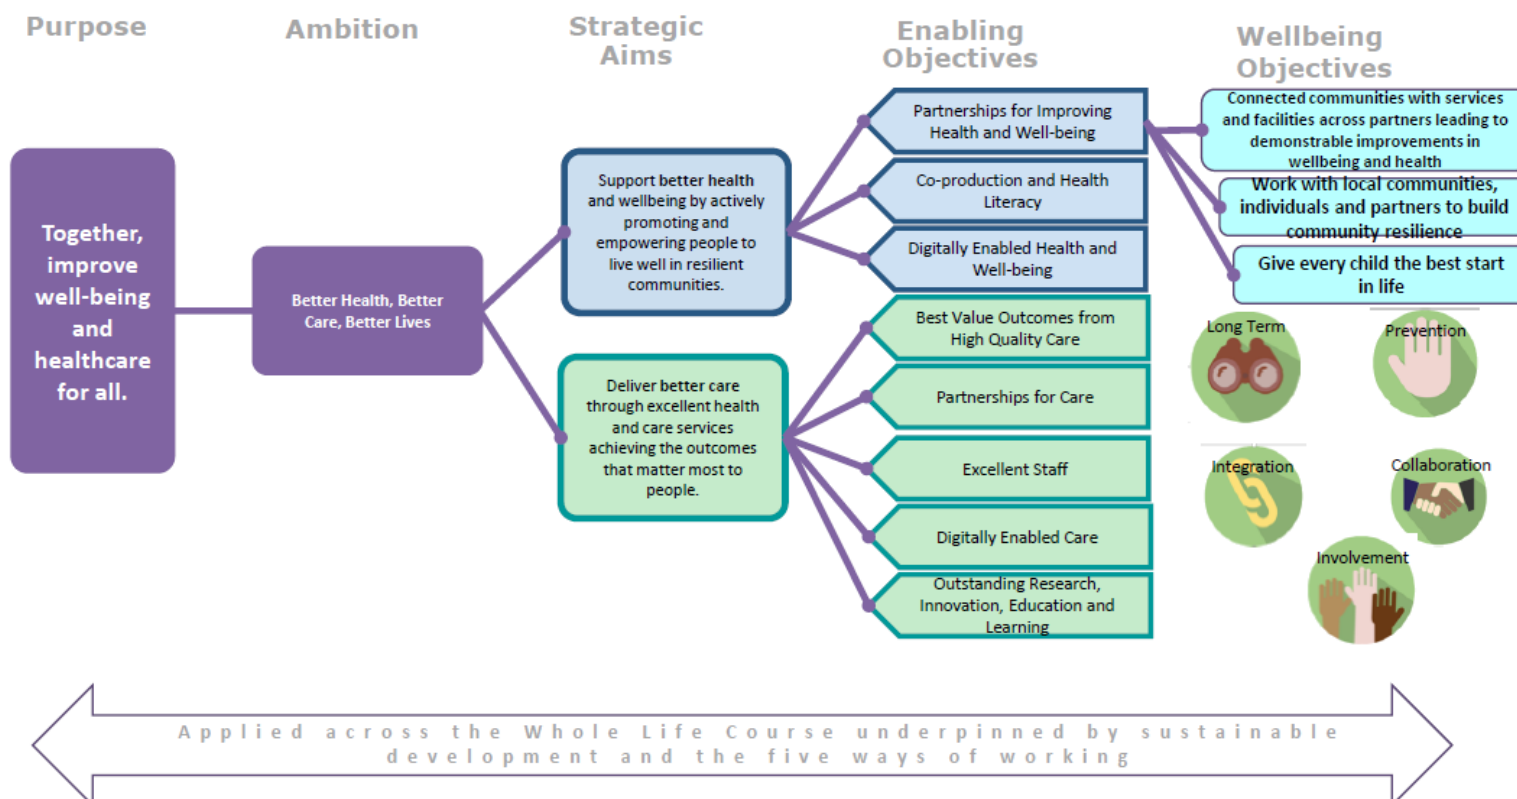 Purpose
Ambition
Strategic
Aims
Enabling
Objectives
Wellbeing
Objectives
Together,
improve
well-being
and
healthcare
for all.
Better Health, Better
Care, Better Lives
Support better health
and wellbeing by actively
promoting and
empowering people to
live well in resilient
communities.
Deliver better care
through excellent health
and care services
achieving the outcomes
that matter most to
people.
Partnerships for Improving
Health and Well-being
Co-production and Health
Literacy
Digitally Enabled Health and
Well-being
Best Value Outcomes from
High Quality Care
Partnerships for Care
Excellent Staff
Digitally Enabled Care
Outstanding Research,
Innovation, Education and
Learning
Connected communities with services
and facilities across partners leading to
demonstrable improvements in
wellbeing and health
Work with local communities,
individuals and partners to build
community resilience
Give every child the best start
in life
Long Term
Prevention
Integration
Collaboration
Involvement
Applied across the Whole Life Course underpinned by sustainable
development and the five ways of working